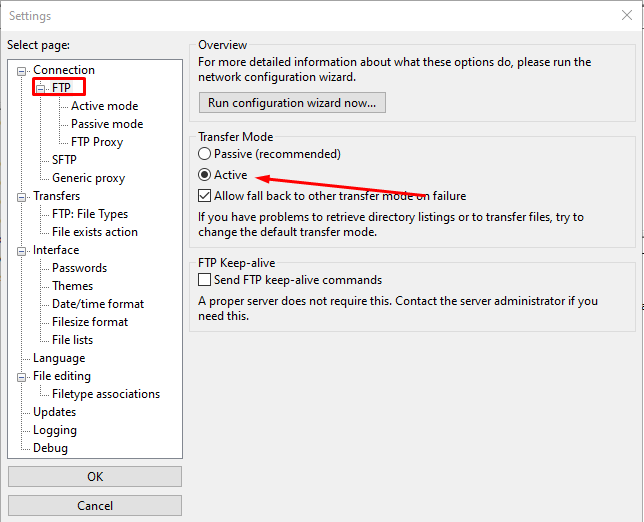 Settings
Select page:
Connection
FTP
Active mode
Passive mode
FTP Proxy
SFTP
Generic proxy
Transfers
FTP: File Types
File exists action
Interface
Passwords
Themes
Date/time format
Filesize format
File lists
Language
File editing
Filetype associations
Updates
Logging
Debug
OK
Cancel
Overview
For more detailed information about what these options do, please run the
network configuration wizard.
Run configuration wizard now...
Transfer Mode
Passive (recommended)
Active
Allow fall back to other transfer mode on failure
If you have problems to retrieve directory listings or to transfer files, try to
change the default transfer mode.
FTP Keep-alive
Send FTP keep-alive commands
A proper server does not require this. Contact the server administrator if you
need this.